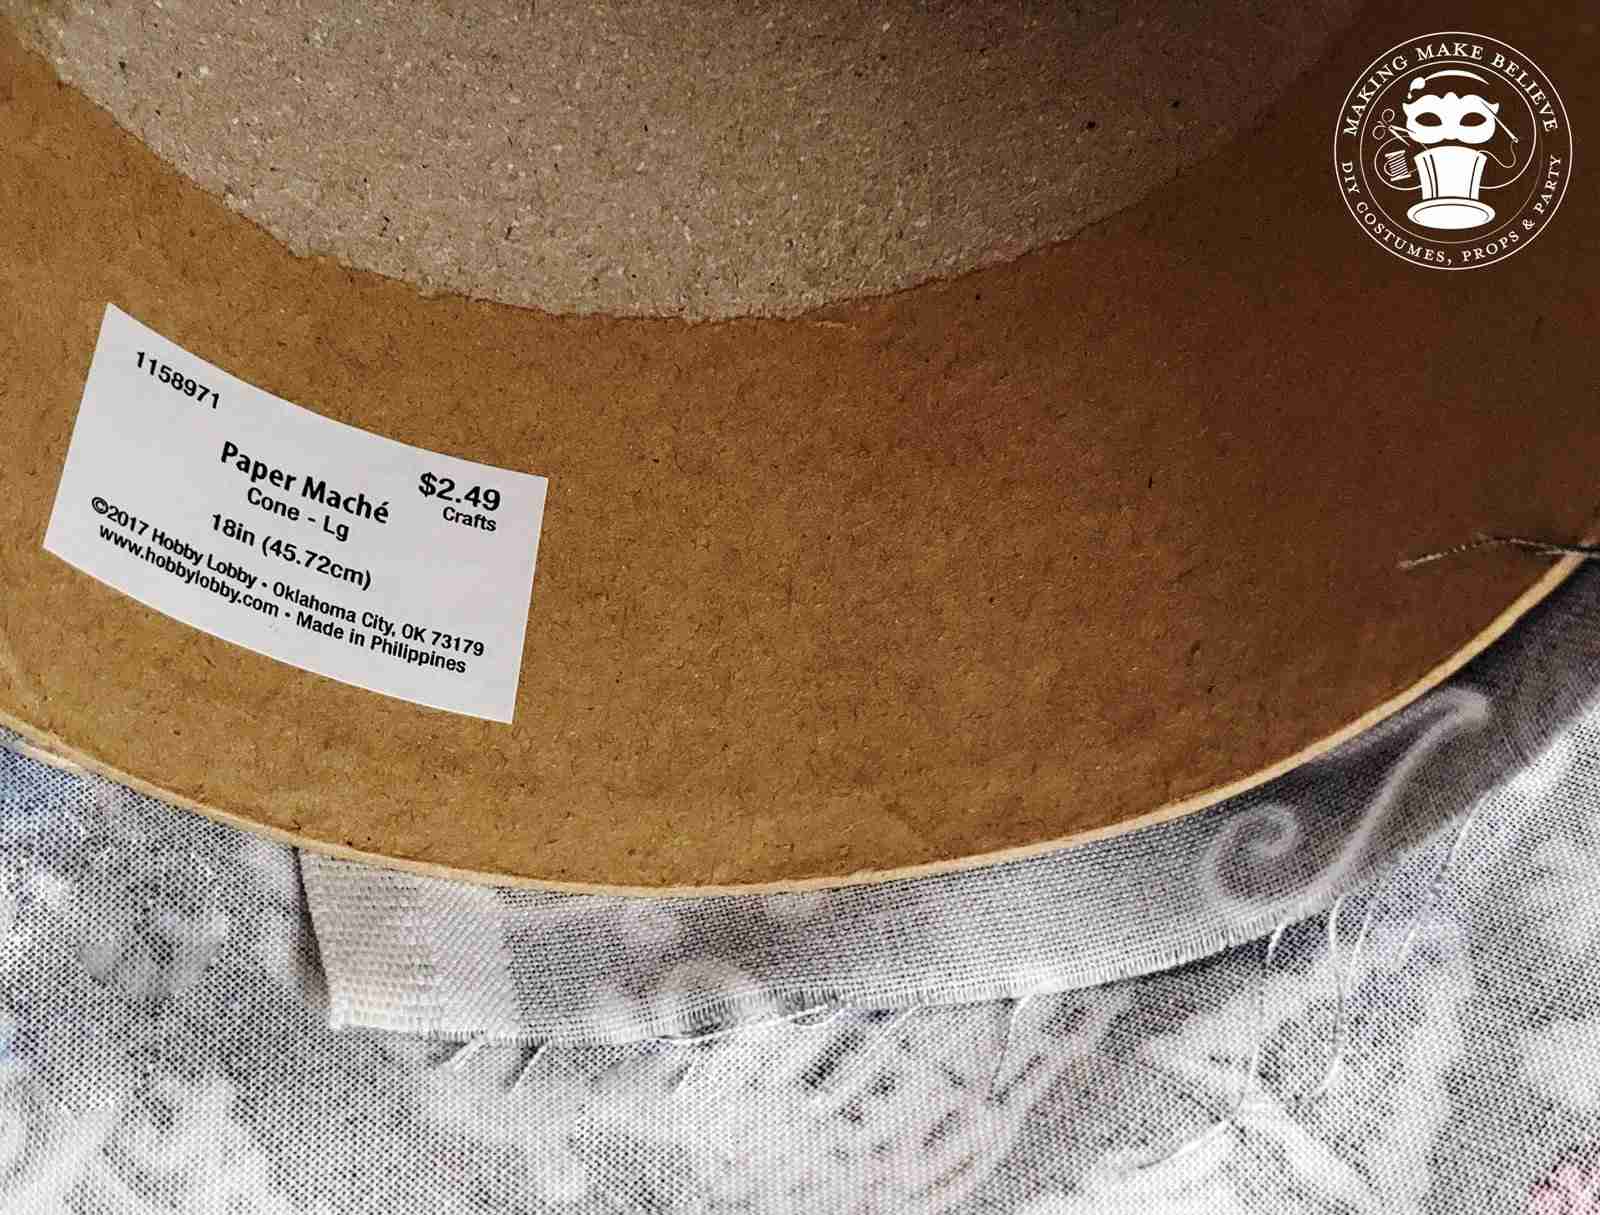 MAKING MAKE BELIEVE
DIY COSTUMES, PROPS & PARTY
1158971
Paper Maché $2.49
Cone - Lg Crafts
18in (45.72cm)
©2017 Hobby Lobby • Oklahoma City, OK 73179
www.hobbylobby.com • Made in Philippines